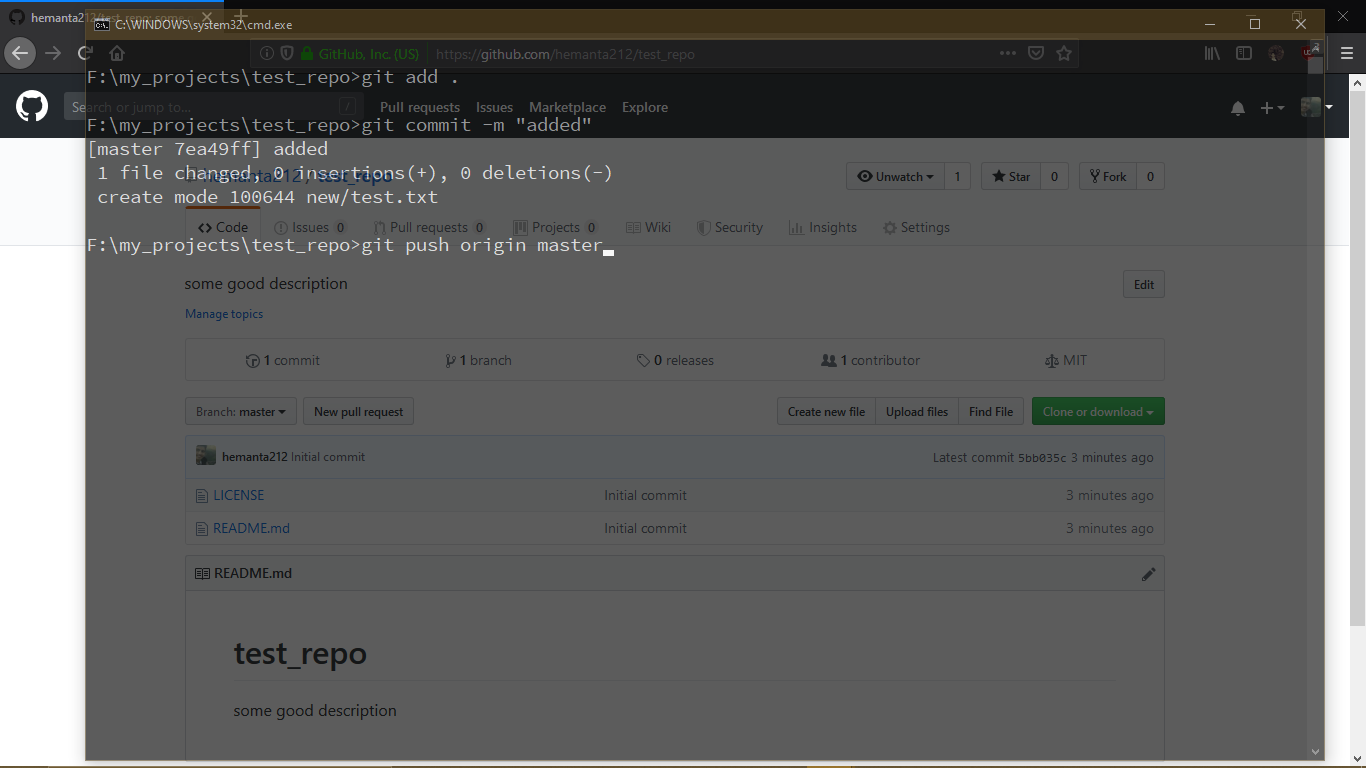 hemanta212/test_repo: some
C:\WINDOWS\system32\cmd.exe
GitHub, Inc. (US)
https://github.com/hemanta212/test_repo
F:\my_projects\test_repo>git add .
Search or jump to...
/
Pull requests Issues Marketplace Explore
F:\my_projects\test_repo>git commit -m "added"
[master 7ea49ff] added
1 file changed, 0 insertions(+), 0 deletions(-)
hemanta212 / test_repo
Unwatch 1
Star 0
Fork 0
create mode 100644 new/test.txt
Code
Issues 0
Pull requests 0
Projects 0
Wiki
Security
Insights
Settings
F:\my_projects\test_repo>git push origin master
some good description
Edit
Manage topics
1 commit
1 branch
0 releases
1 contributor
MIT
Branch: master
New pull request
Create new file
Upload files
Find File
Clone or download
hemanta212 Initial commit
Latest commit 5bb035c 3 minutes ago
LICENSE Initial commit 3 minutes ago
README.md Initial commit 3 minutes ago
README.md
test_repo
some good description